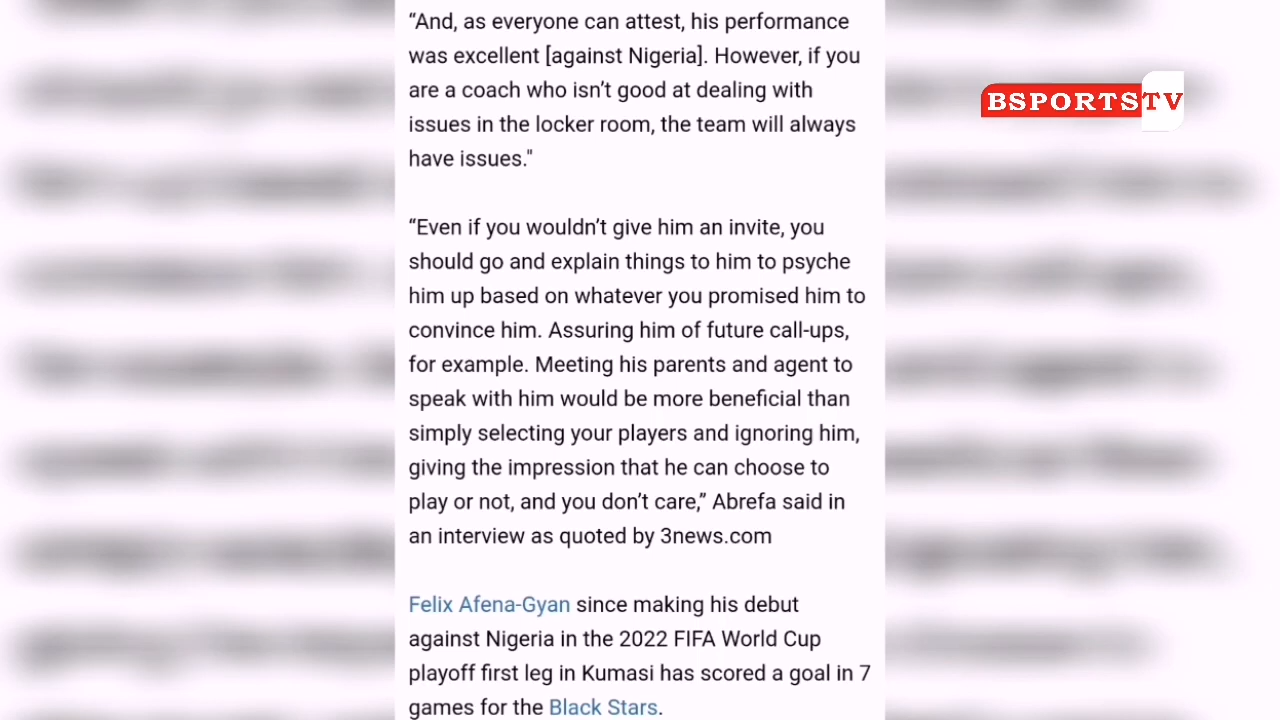 “And, as everyone can attest, his performance
was excellent [against Nigeria]. However, if you
are a coach who isn’t good at dealing with
issues in the locker room, the team will always
have issues."
“Even if you wouldn’t give him an invite, you
should go and explain things to him to psyche
him up based on whatever you promised him to
convince him. Assuring him of future call-ups,
for example. Meeting his parents and agent to
speak with him would be more beneficial than
simply selecting your players and ignoring him,
giving the impression that he can choose to
play or not, and you don’t care,” Abrefa said in
an interview as quoted by 3news.com
Felix Afena-Gyan since making his debut
against Nigeria in the 2022 FIFA World Cup
playoff first leg in Kumasi has scored a goal in 7
games for the Black Stars.
BSPORTSTV